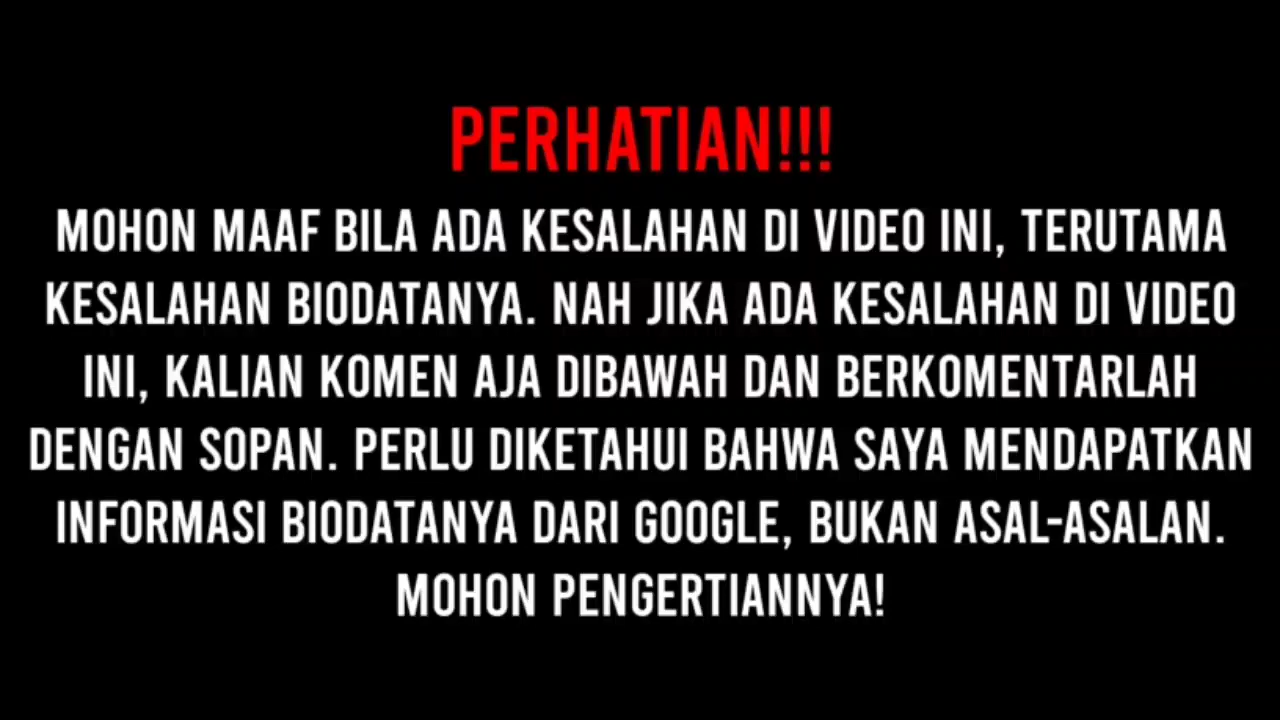 PERHATIAN!!!
MOHON MAAF BILA ADA KESALAHAN DI VIDEO INI, TERUTAMA
KESALAHAN BIODATANYA. NAH JIKA ADA KESALAHAN DI VIDEO
INI, KALIAN KOMEN AJA DIBAWAH DAN BERKOMENTARLAH
DENGAN SOPAN. PERLU DIKETAHUI BAHWA SAYA MENDAPATKAN
INFORMASI BIODATANYA DARI GOOGLE, BUKAN ASAL-ASALAN.
MOHON PENGERTIANNYA!